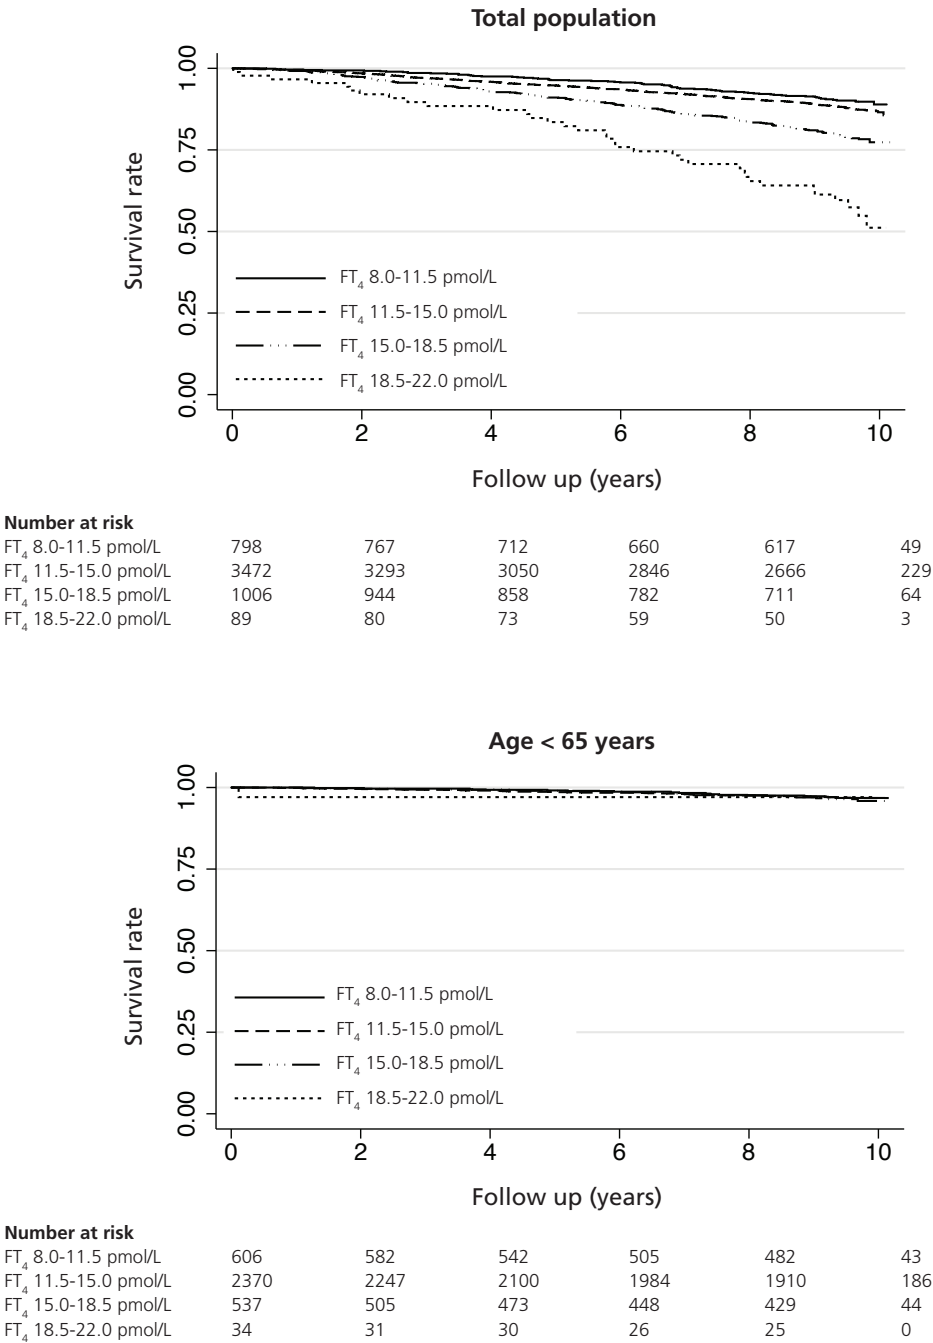 Total population
Survival rate
1.00
0.75
0.50
0.25
0.00
FT4 8.0-11.5 pmol/L
FT4 11.5-15.0 pmol/L
FT4 15.0-18.5 pmol/L
FT4 18.5-22.0 pmol/L
0 2 4 6 8 10
Follow up (years)
Number at risk
FT4 8.0-11.5 pmol/L 798 767 712 660 617 49
FT4 11.5-15.0 pmol/L 3472 3293 3050 2846 2666 229
FT4 15.0-18.5 pmol/L 1006 944 858 782 711 64
FT4 18.5-22.0 pmol/L 89 80 73 59 50 3
Age < 65 years
Survival rate
1.00
0.75
0.50
0.25
0.00
FT4 8.0-11.5 pmol/L
FT4 11.5-15.0 pmol/L
FT4 15.0-18.5 pmol/L
FT4 18.5-22.0 pmol/L
0 2 4 6 8 10
Follow up (years)
Number at risk
FT4 8.0-11.5 pmol/L 606 582 542 505 482 43
FT4 11.5-15.0 pmol/L 2370 2247 2100 1984 1910 186
FT4 15.0-18.5 pmol/L 537 505 473 448 429 44
FT4 18.5-22.0 pmol/L 34 31 30 26 25 0